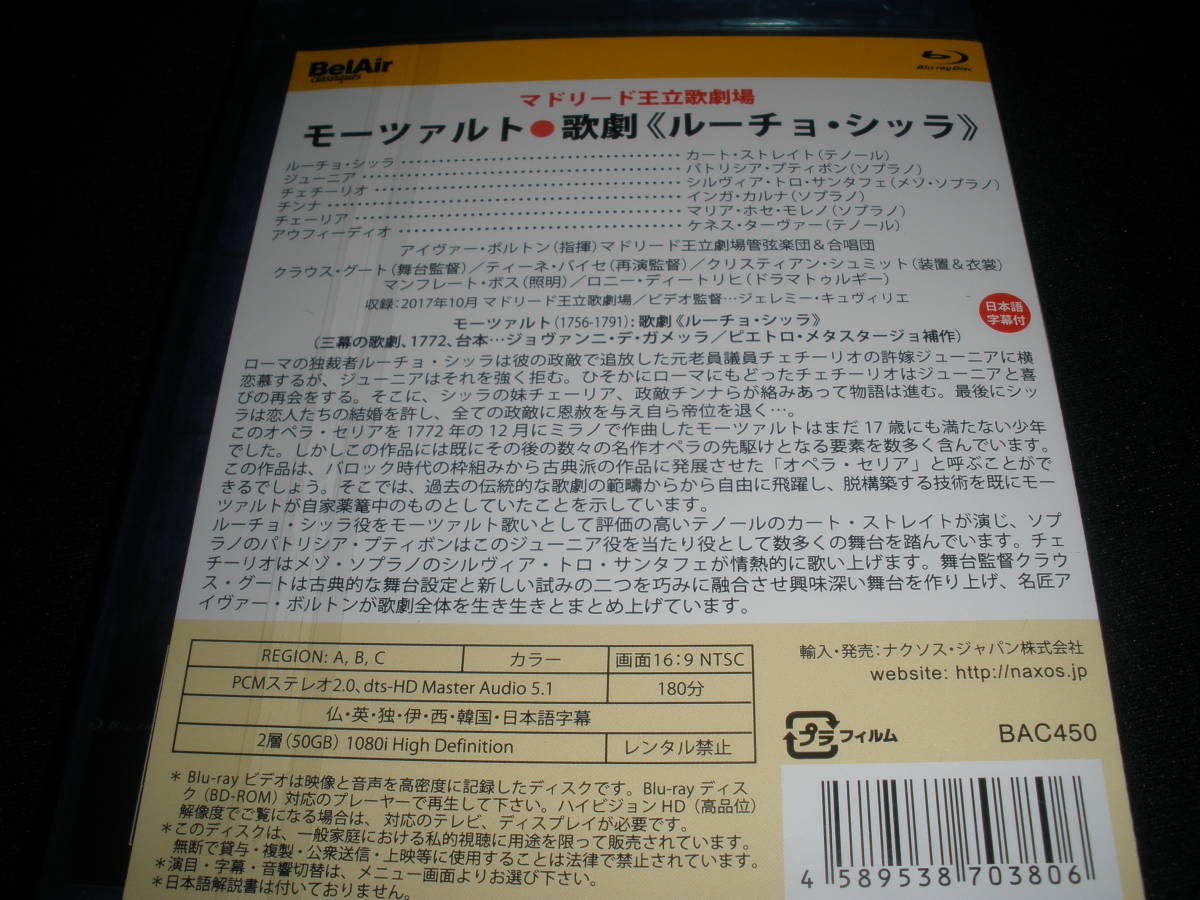 BelAir
classiques
Blu-ray Disc
マドリード王立歌劇場
モーツァルト●歌劇《ルーチョ・シッラ》
ルーチョ・シッラ………………………………カート・ストレイト(テノール)
ジューニア………………………………パトリシア・プティボン(ソプラノ)
チェチーリオ………………………………シルヴィア・トロ・サンタフェ(メゾ・ソプラノ)
チンナ………………………………インガ・カルナ(ソプラノ)
チェーリア………………………………マリア・ホセ・モレノ(ソプラノ)
アウフィーディオ………………………………ケネス・ターヴァー(テノール)
アイヴァー・ボルトン(指揮)マドリード王立劇場管弦楽団&合唱団
クラウス・グート(舞台監督)/ティーネ・バイセ(再演監督)/クリスティアン・シュミット(装置&衣裳)
マンフレート・ボス(照明)/ロニー・ディートリヒ(ドラマトゥルギー)
収録:2017年10月 マドリード王立歌劇場/ビデオ監督…ジェレミー・キュヴィリエ
日本語
字幕付
モーツァルト(1756-1791):歌劇《ルーチョ・シッラ》
(三幕の歌劇、1772、台本…ジョヴァンニ・デ・ガメッラ/ピエトロ・メタスタージョ補作)
ローマの独裁者ルーチョ・シッラは彼の政敵で追放した元老員議員チェチーリオの許嫁ジューニアに横
恋慕するが、ジューニアはそれを強く拒む。ひそかにローマにもどったチェチーリオはジューニアと喜
びの再会をする。そこに、シッラの妹チェーリア、政敵チンナらが絡みあって物語は進む。最後にシッ
ラは恋人たちの結婚を許し、全ての政敵に恩赦を与え自ら帝位を退く…。
このオペラ・セリアを1772年の12月にミラノで作曲したモーツァルトはまだ17歳にも満たない少年
でした。しかしこの作品には既にその後の数々の名作オペラの先駆けとなる要素を数多く含んでいます。
この作品は、バロック時代の枠組みから古典派の作品に発展させた「オペラ・セリア」と呼ぶことがで
きるでしょう。そこでは、過去の伝統的な歌劇の範疇からから自由に飛躍し、脱構築する技術を既にモー
ツァルトが自家薬篭中のものとしていたことを示しています。
ルーチョ・シッラ役をモーツァルト歌いとして評価の高いテノールのカート・ストレイトが演じ、ソプ
ラノのパトリシア・プティボンはこのジューニア役を当たり役として数多くの舞台を踏んでいます。チェ
チーリオはメゾ・ソプラノのシルヴィア・トロ・サンタフェが情熱的に歌い上げます。舞台監督クラウ
ス・グートは古典的な舞台設定と新しい試みの二つを巧みに融合させ興味深い舞台を作り上げ、名匠ア
イヴァー・ボルトンが歌劇全体を生き生きとまとめ上げています。
REGION: A, B, C カラー 画面16:9 NTSC
PCMステレオ2.0、dts-HD Master Audio 5.1 180分
仏・英・独・伊・西・韓国・日本語字幕
2層(50GB) 1080i High Definition レンタル禁止
輸入・発売:ナクソス・ジャパン株式会社
website: http://naxos.jp
プラ フィルム BAC450
*Blu-ray ビデオは映像と音声を高密度に記録したディスクです。Blu-ray ディス
ク(BD-ROM)対応のプレーヤーで再生して下さい。ハイビジョンHD(高品位)
解像度でご覧になる場合は、対応のテレビ、ディスプレイが必要です。
*このディスクは、一般家庭における私的視聴に用途を限って販売されています。
無断で貸与・複製・公衆送信・上映等に使用することは法律で禁止されています。
*演目・字幕・音響切替は、メニュー画面よりお選び下さい。
*日本語解説書は付いておりません。
4 589538 703806